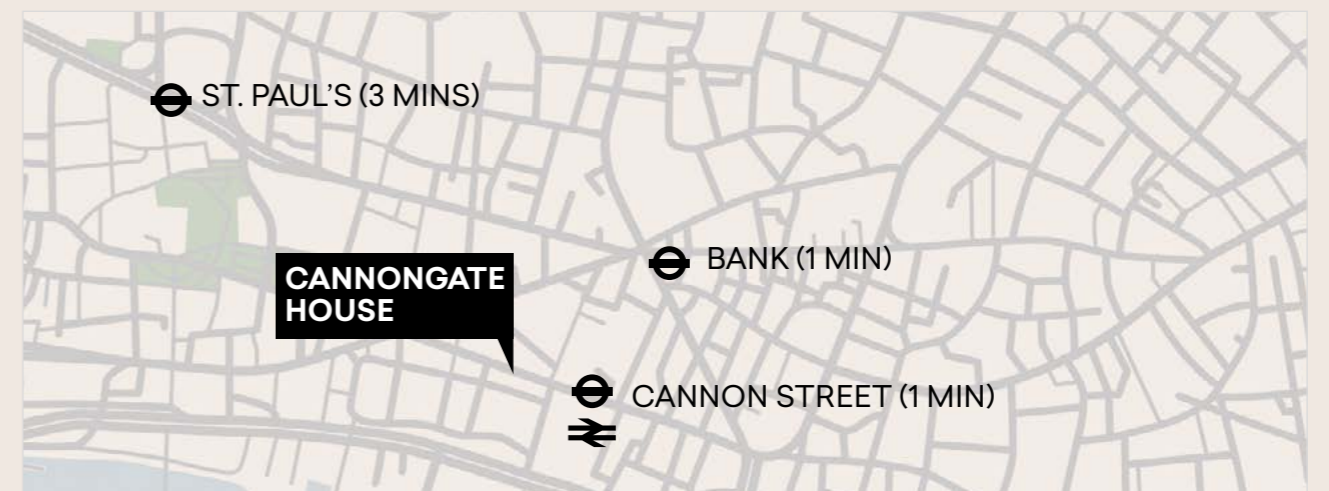 ST. PAUL’S (3 MINS)
BANK (1 MIN)
CANNONGATE
HOUSE
CANNON STREET (1 MIN)